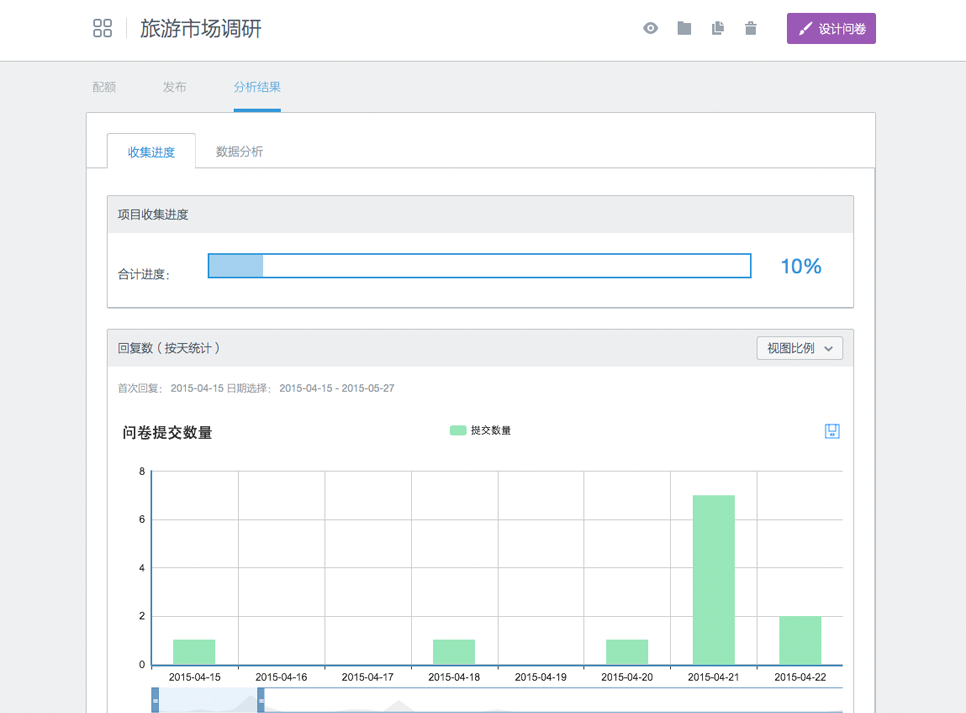 旅游市场调研
设计问卷
配额 发布 分析结果
收集进度 数据分析
项目收集进度
合计进度： 10%
回复数（按天统计） 视图比例
首次回复： 2015-04-15 日期选择： 2015-04-15 - 2015-05-27
问卷提交数量 提交数量
8
6
4
2
0
2015-04-15 2015-04-16 2015-04-17 2015-04-18 2015-04-19 2015-04-20 2015-04-21 2015-04-22